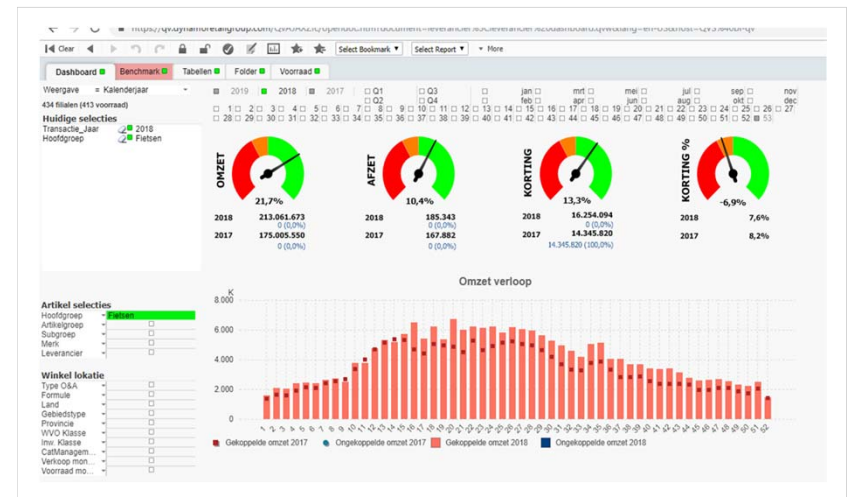 Clear Select Bookmark Select Report More
Dashboard Benchmark Tabellen Folder Voorraad
Weergave = Kalenderjaar
434 filialen (413 voorraad)
Huidige selecties
Transactie_Jaar 2018
Hoofdgroep Fietsen
2019 2018 2017 Q1 Q3 jan mrt mei jul sep nov
Q2 Q4 feb apr jun aug okt dec
1 2 3 4 5 6 7 8 9 10 11 12 13 14 15 16 17 18 19 20 21 22 23 24 25 26 27
28 29 30 31 32 33 34 35 36 37 38 39 40 41 42 43 44 45 46 47 48 49 50 51 52 53
OMZET
21,7%
2018 213.061.673
0 (0,0%)
2017 175.005.550
0 (0,0%)
AFZET
10,4%
2018 185.343
0 (0,0%)
2017 167.882
0 (0,0%)
KORTING
13,3%
2018 16.254.094
0 (0,0%)
2017 14.345.820
14.345.820 (100,0%)
KORTING %
-6,9%
2018 7,6%
2017 8,2%
Artikel selecties
Hoofdgroep Fietsen
Artikelgroep
Subgroep
Merk
Leverancier
Winkel lokatie
Type O&A
Formule
Land
Gebiedstype
Provincie
WVO Klasse
Inw. Klasse
CatManagem...
Verkoop mon...
Voorraad mo...
Omzet verloop
K
8.000
6.000
4.000
2.000
0
1 2 3 4 5 6 7 8 9 10 11 12 13 14 15 16 17 18 19 20 21 22 23 24 25 26 27 28 29 30 31 32 33 34 35 36 37 38 39 40 41 42 43 44 45 46 47 48 49 50 51 52
Gekoppelde omzet 2017 Ongekoppelde omzet 2017 Gekoppelde omzet 2018 Ongekoppelde omzet 2018